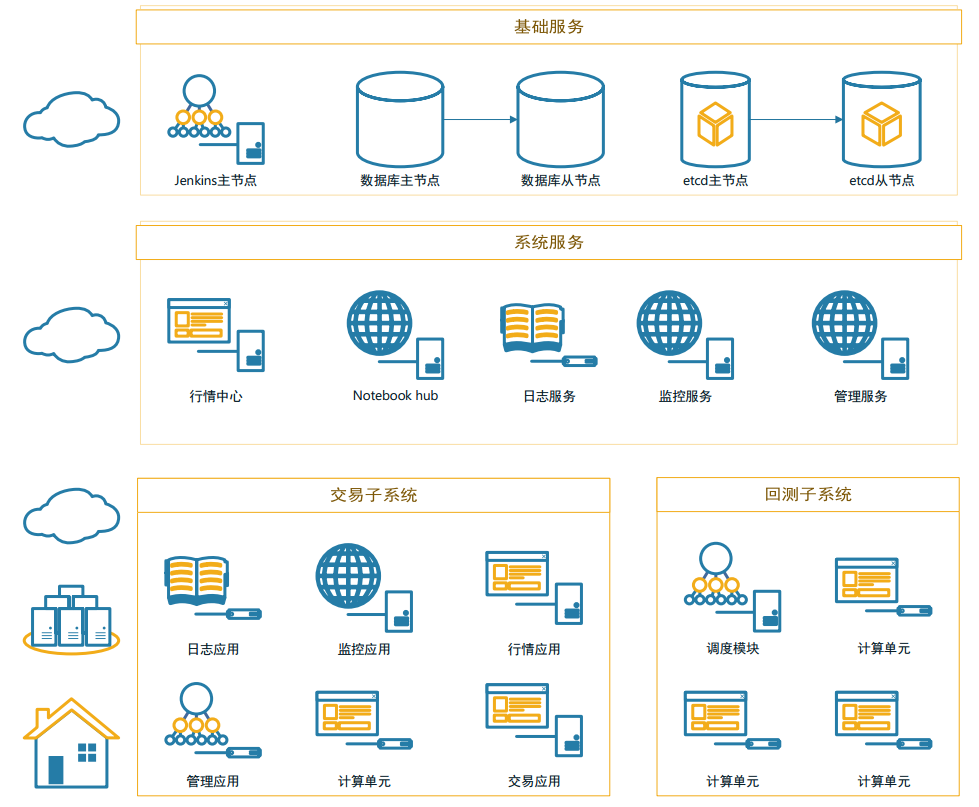 基础服务
Jenkins主节点
数据库主节点
数据库从节点
etcd主节点
etcd从节点
系统服务
行情中心
Notebook hub
日志服务
监控服务
管理服务
交易子系统
日志应用
监控应用
行情应用
管理应用
计算单元
交易应用
回测子系统
调度模块
计算单元
计算单元
计算单元